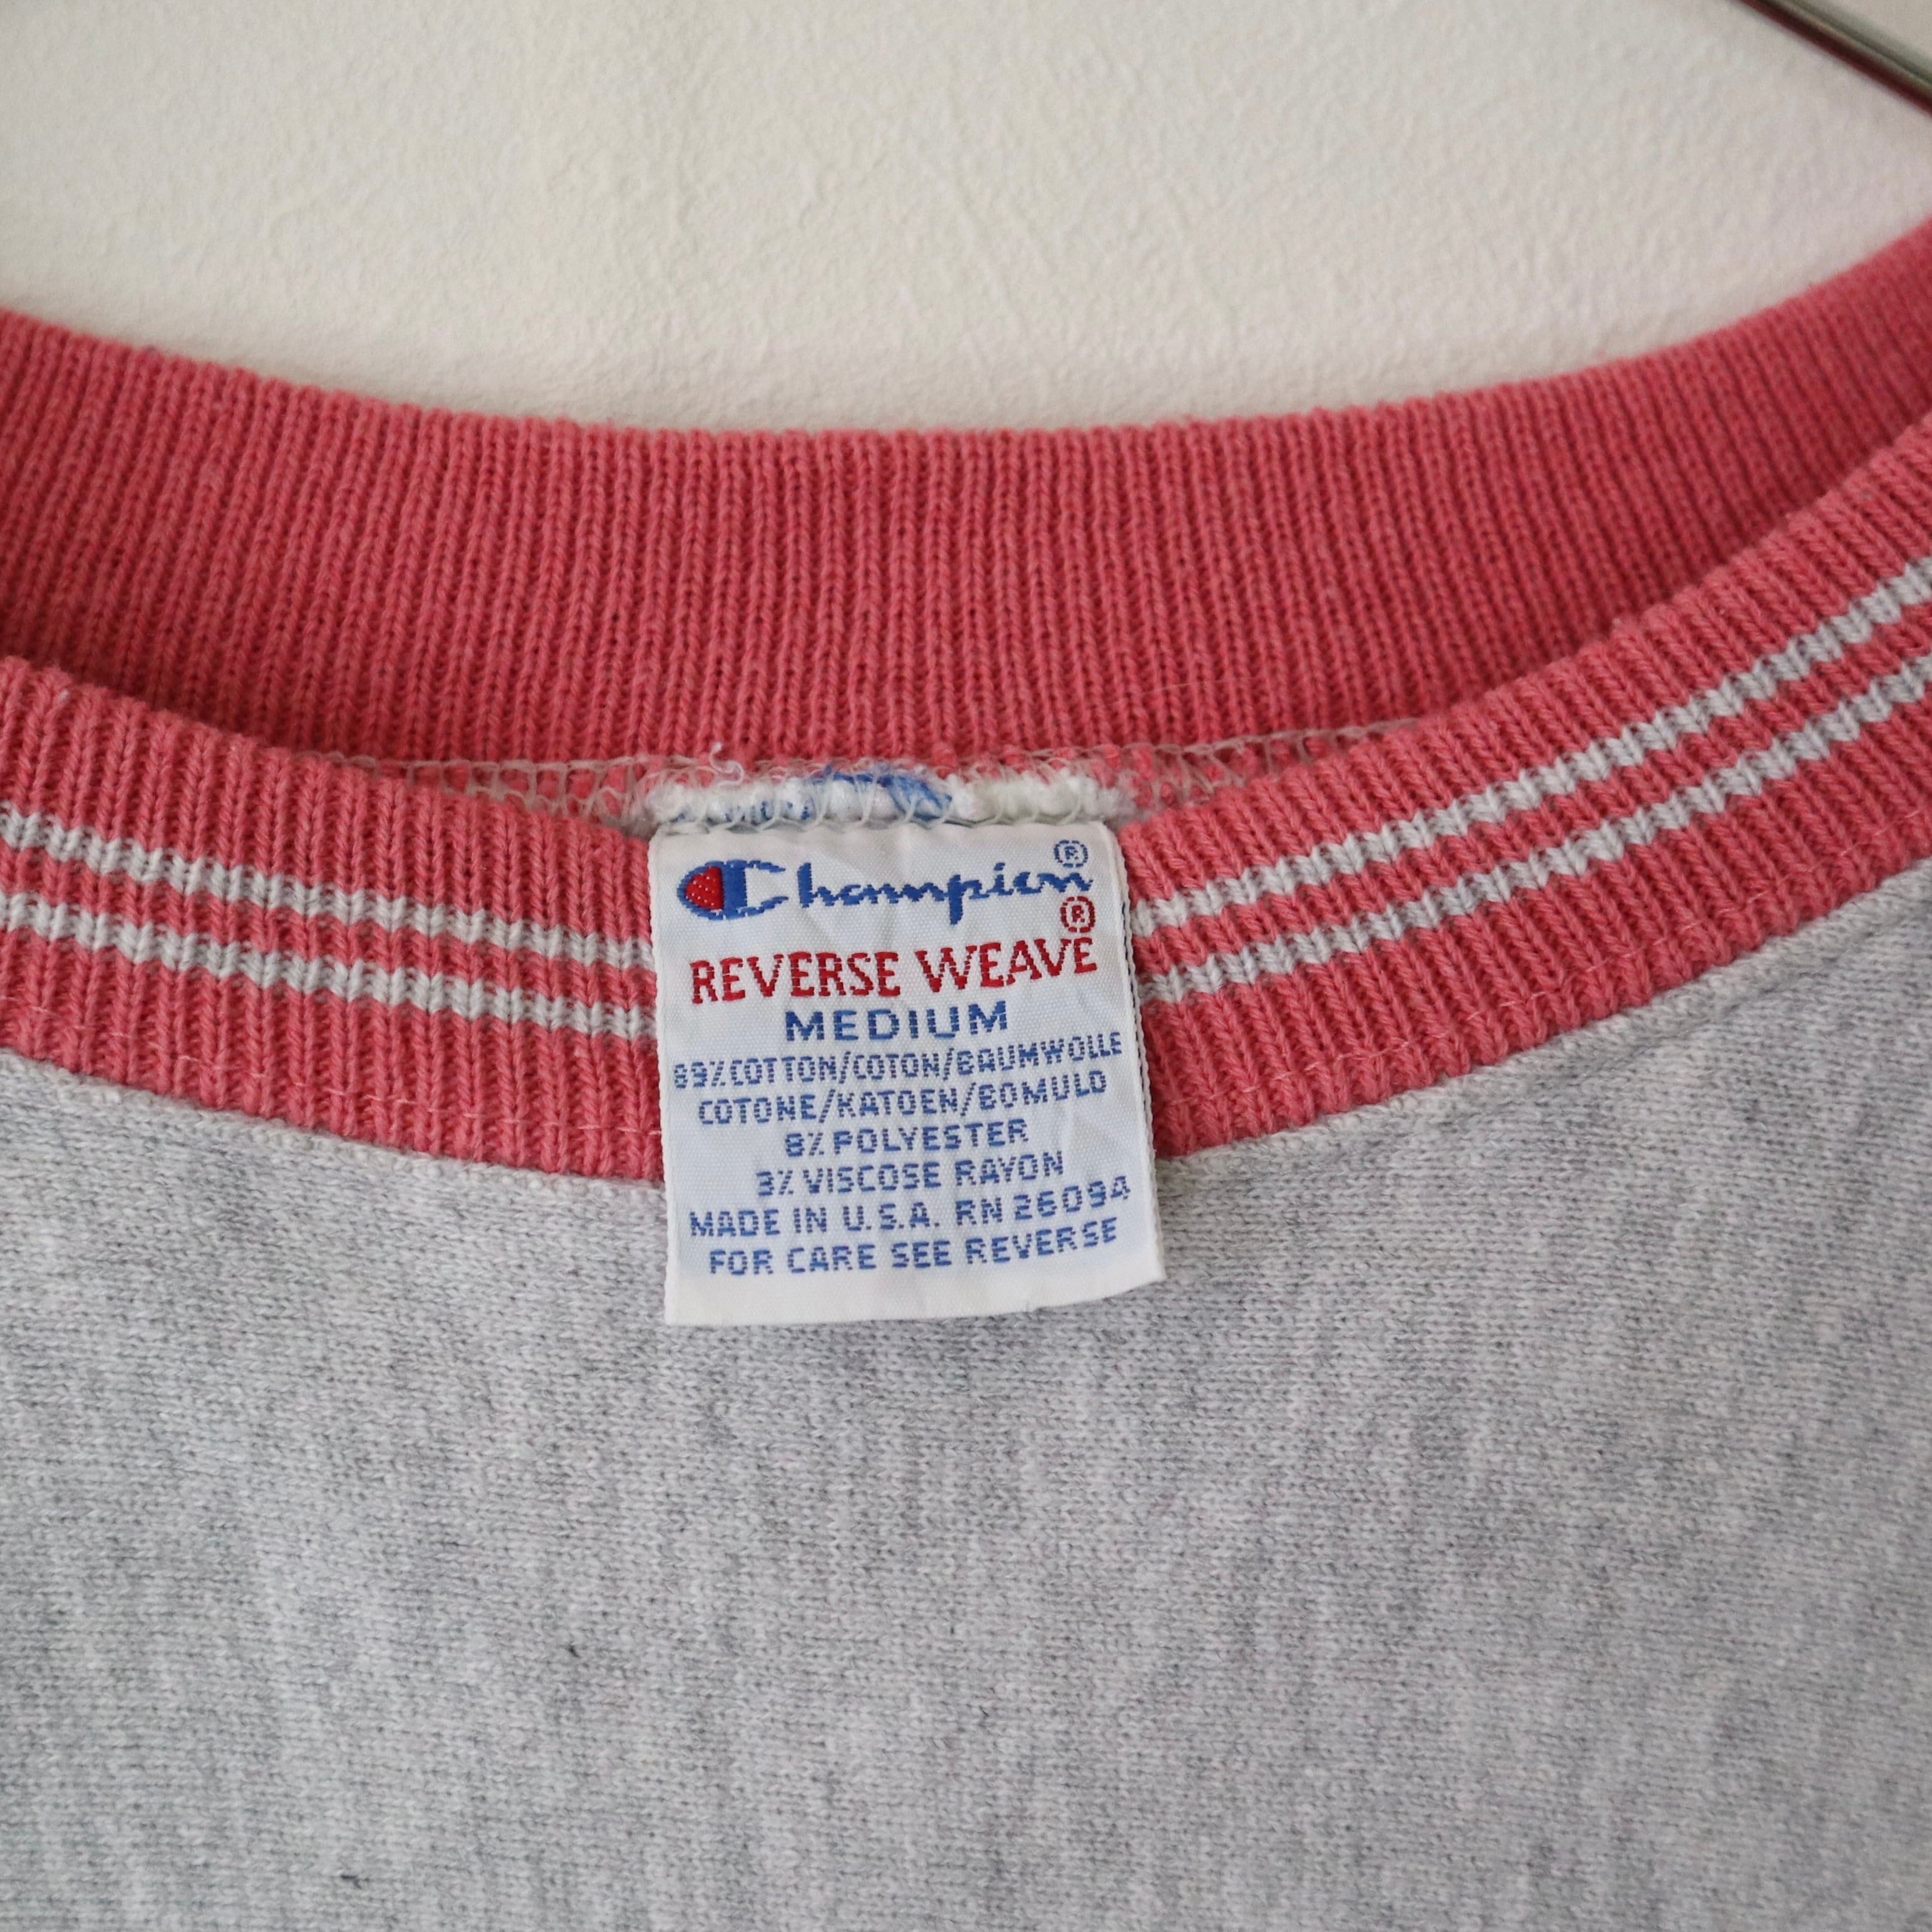 Champion®
®
REVERSE WEAVE
MEDIUM
89% COTTON/COTON/BAUMWOLLE
COTONE/KATOEN/BOMULD
8% POLYESTER
3% VISCOSE RAYON
MADE IN U.S.A. RN 26094
FOR CARE SEE REVERSE